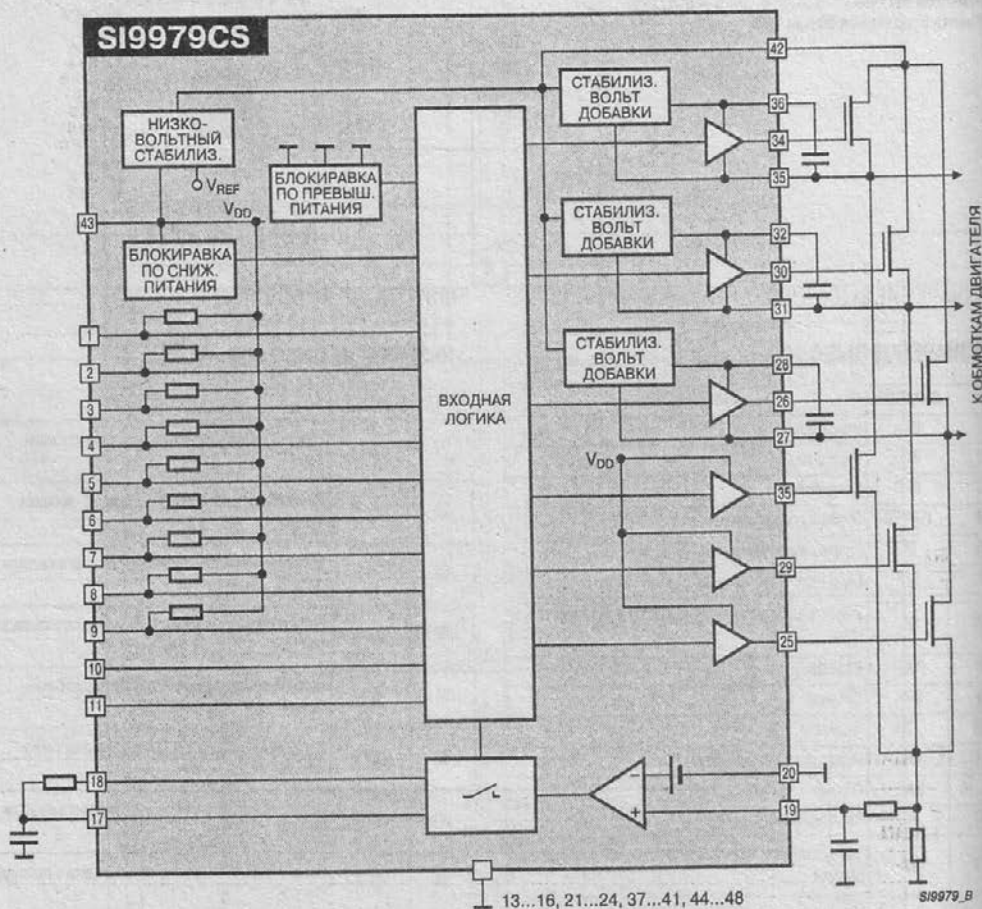 SI9979CS
НИЗКО-
ВОЛЬТНЫЙ
СТАБИЛИЗ.
VREF
БЛОКИРАВКА
ПО ПРЕВЫШ.
ПИТАНИЯ
VDD
43
БЛОКИРАВКА
ПО СНИЖ.
ПИТАНИЯ
1
2
3
4
5
6
7
8
9
10
11
18
17
ВХОДНАЯ
ЛОГИКА
СТАБИЛИЗ.
ВОЛЬТ
ДОБАВКИ
СТАБИЛИЗ.
ВОЛЬТ
ДОБАВКИ
СТАБИЛИЗ.
ВОЛЬТ
ДОБАВКИ
VDD
−
+
42
36
34
35
32
30
31
28
26
27
35
29
25
20
19
К ОБМОТКАМ ДВИГАТЕЛЯ
13...16, 21...24, 37...41, 44...48
SI9979_B